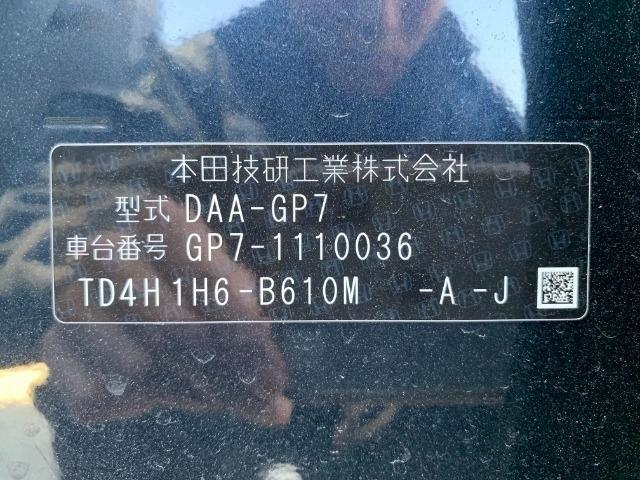 本田技研工業株式会社
型式 DAA-GP7
車台番号 GP7-1110036
TD4H1H6-B610M -A -J